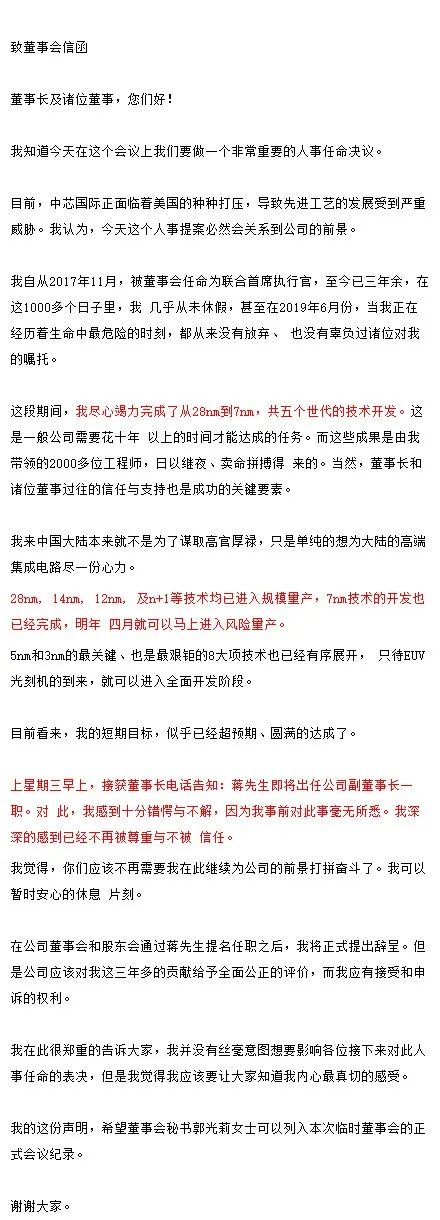 致董事会信函
董事长及诸位董事，您们好！
我知道今天在这个会议上我们要做一个非常重要的人事任命决议。
目前，中芯国际正面临着美国的种种打压，导致先进工艺的发展受到严重
威胁。我认为，今天这个人事提案必然会关系到公司的前景。
我自从2017年11月，被董事会任命为联合首席执行官，至今已三年余，在
这1000多个日子里，我 几乎从未休假，甚至在2019年6月份，当我正在
经历着生命中最危险的时刻，都从来没有放弃、 也没有辜负过诸位对我
的嘱托。
这段期间，我尽心竭力完成了从28nm到7nm，共五个世代的技术开发。这
是一般公司需要花十年 以上的时间才能达成的任务。而这些成果是由我
带领的2000多位工程师，日以继夜、卖命拼搏得 来的。当然，董事长和
诸位董事过往的信任与支持也是成功的关键要素。
我来中国大陆本来就不是为了谋取高官厚禄，只是单纯的想为大陆的高端
集成电路尽一份心力。
28nm, 14nm, 12nm, 及n+1等技术均已进入规模量产，7nm技术的开发也
已经完成，明年 四月就可以马上进入风险量产。
5nm和3nm的最关键、也是最艰钜的8大项技术也已经有序展开， 只待EUV
光刻机的到来，就可以进入全面开发阶段。
目前看来，我的短期目标，似乎已经超预期、圆满的达成了。
上星期三早上，接获董事长电话告知：蒋先生即将出任公司副董事长一
职。对 此，我感到十分错愕与不解，因为我事前对此事毫无所悉。我深
深的感到已经不再被尊重与不被 信任。
我觉得，你们应该不再需要我在此继续为公司的前景打拼奋斗了。我可以
暂时安心的休息 片刻。
在公司董事会和股东会通过蒋先生提名任职之后，我将正式提出辞呈。但
是公司应该对我这三年多的贡献给予全面公正的评价，而我应有接受和申
诉的权利。
我在此很郑重的告诉大家，我并没有丝毫意图想要影响各位接下来对此人
事任命的表决，但是我觉得我应该要让大家知道我内心最真切的感受。
我的这份声明，希望董事会秘书郭光莉女士可以列入本次临时董事会的正
式会议纪录。
谢谢大家。